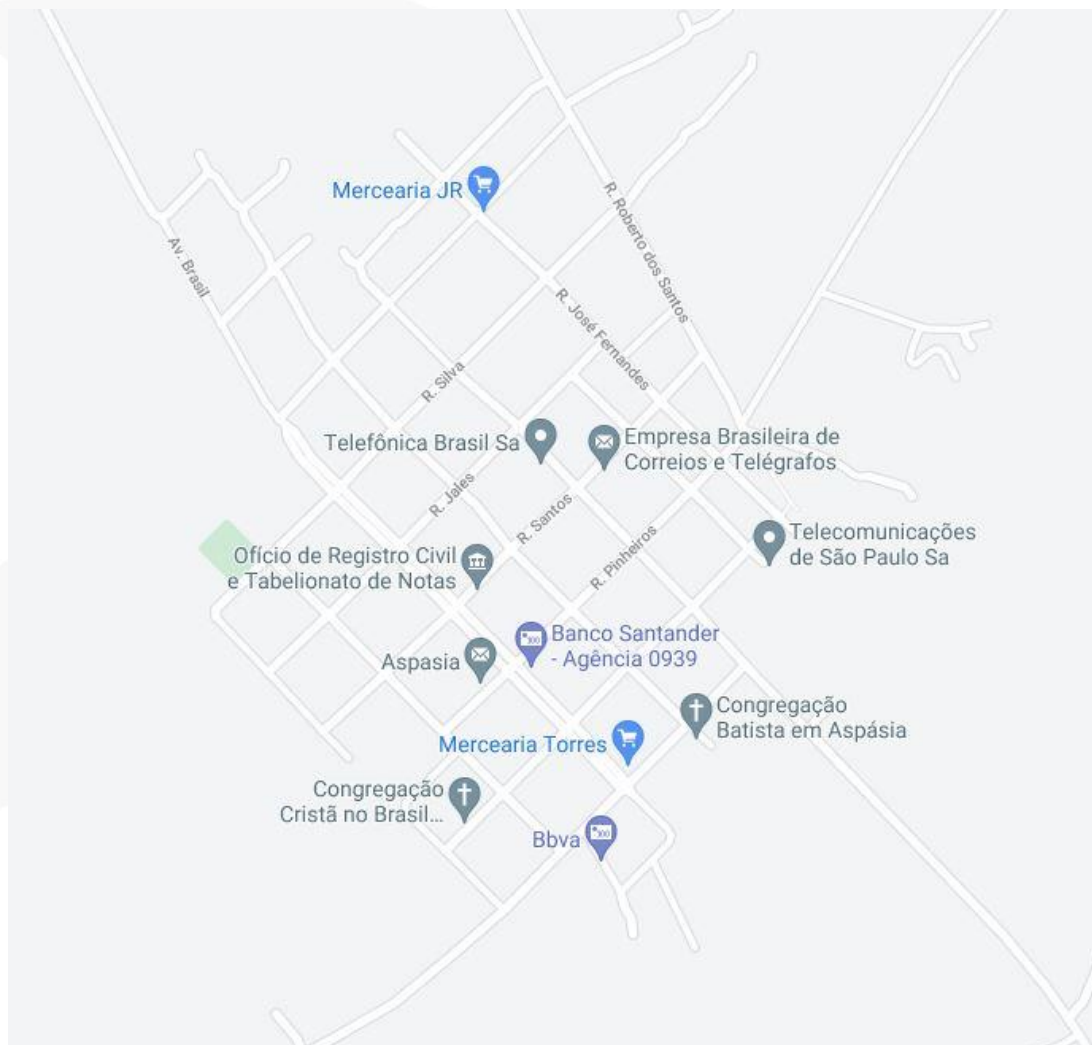 Mercearia JR
R. Roberto dos Santos
Av. Brasil
R. José Fernandes
R. Silva
Telefônica Brasil Sa
Empresa Brasileira de
Correios e Telégrafos
R. Jales
R. Santos
R. Pinheiros
Telecomunicações
de São Paulo Sa
Ofício de Registro Civil
e Tabelionato de Notas
Banco Santander
- Agência 0939
Aspasia
Congregação
Batista em Aspásia
Mercearia Torres
Congregação
Cristã no Brasil...
Bbva